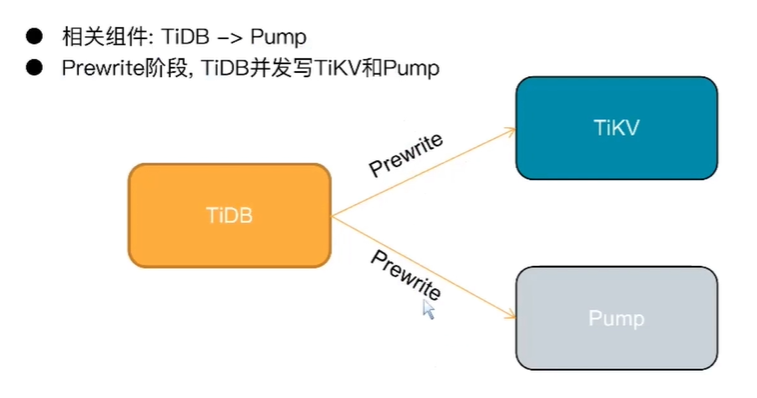 ● 相关组件: TiDB -> Pump
● Prewrite阶段, TiDB并发写TiKV和Pump
TiKV
Prewrite
TiDB
Prewrite
Pump